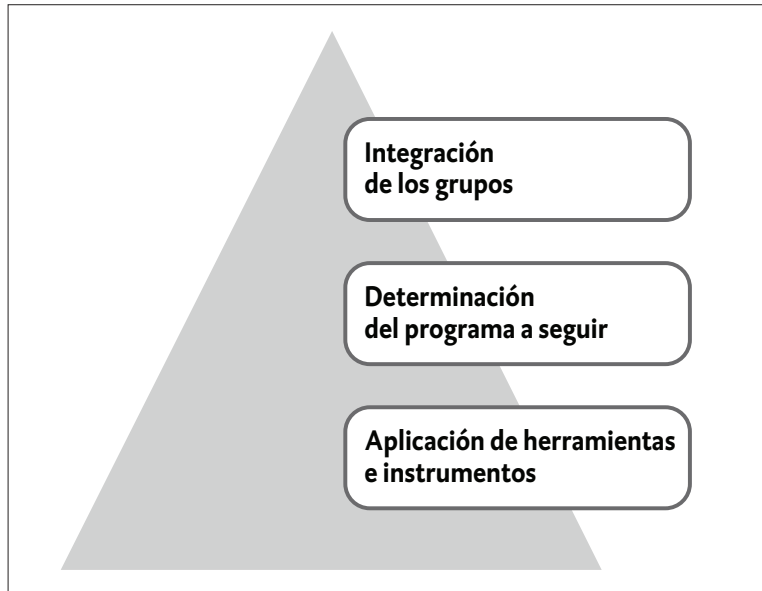 Integración
de los grupos
Determinación
del programa a seguir
Aplicación de herramientas
e instrumentos